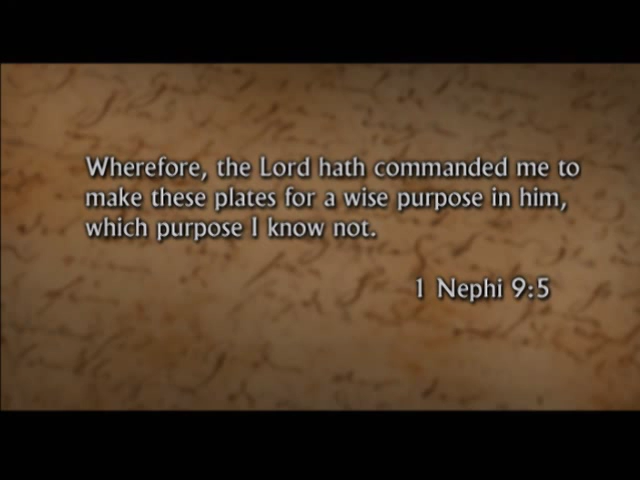 Wherefore, the Lord hath commanded me to
make these plates for a wise purpose in him,
which purpose I know not.
1 Nephi 9:5